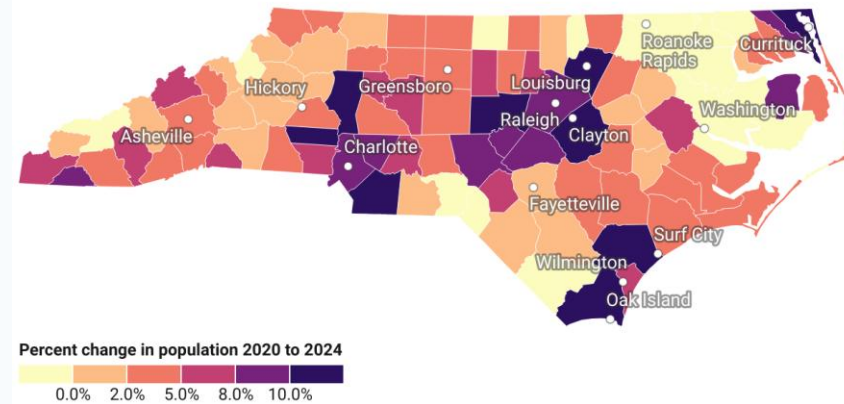 Roanoke
Rapids
Currituck
Hickory
Greensboro
Louisburg
Asheville
Raleigh
Washington
Clayton
Charlotte
Fayetteville
Surf City
Wilmington
Oak Island
Percent change in population 2020 to 2024
0.0% 2.0% 5.0% 8.0% 10.0%